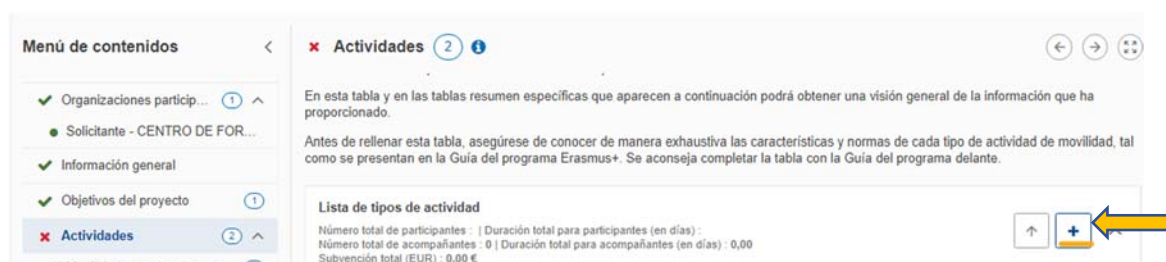 Menú de contenidos
Organizaciones particip... 1
Solicitante - CENTRO DE FOR...
Información general
Objetivos del proyecto 1
Actividades 2
Actividades 2
En esta tabla y en las tablas resumen específicas que aparecen a continuación podrá obtener una visión general de la información que ha
proporcionado.
Antes de rellenar esta tabla, asegúrese de conocer de manera exhaustiva las características y normas de cada tipo de actividad de movilidad, tal
como se presentan en la Guía del programa Erasmus+. Se aconseja completar la tabla con la Guía del programa delante.
Lista de tipos de actividad
Número total de participantes : | Duración total para participantes (en días) :
Número total de acompañantes : 0 | Duración total para acompañantes (en días) : 0,00
Subvención total (EUR) : 0,00 €